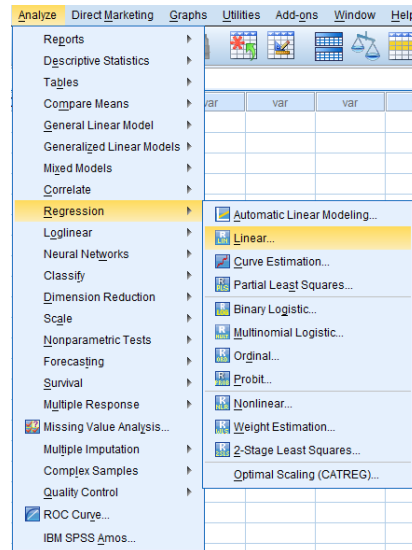 Analyze Direct Marketing Graphs Utilities Add-ons Window Help
var var var
Reports
Descriptive Statistics
Tables
Compare Means
General Linear Model
Generalized Linear Models
Mixed Models
Correlate
Regression
Loglinear
Neural Networks
Classify
Dimension Reduction
Scale
Nonparametric Tests
Forecasting
Survival
Multiple Response
Missing Value Analysis...
Multiple Imputation
Complex Samples
Quality Control
ROC Curve...
IBM SPSS Amos...
Automatic Linear Modeling...
Linear...
Curve Estimation...
Partial Least Squares...
Binary Logistic...
Multinomial Logistic...
Ordinal...
Probit...
Nonlinear...
Weight Estimation...
2-Stage Least Squares...
Optimal Scaling (CATREG)...